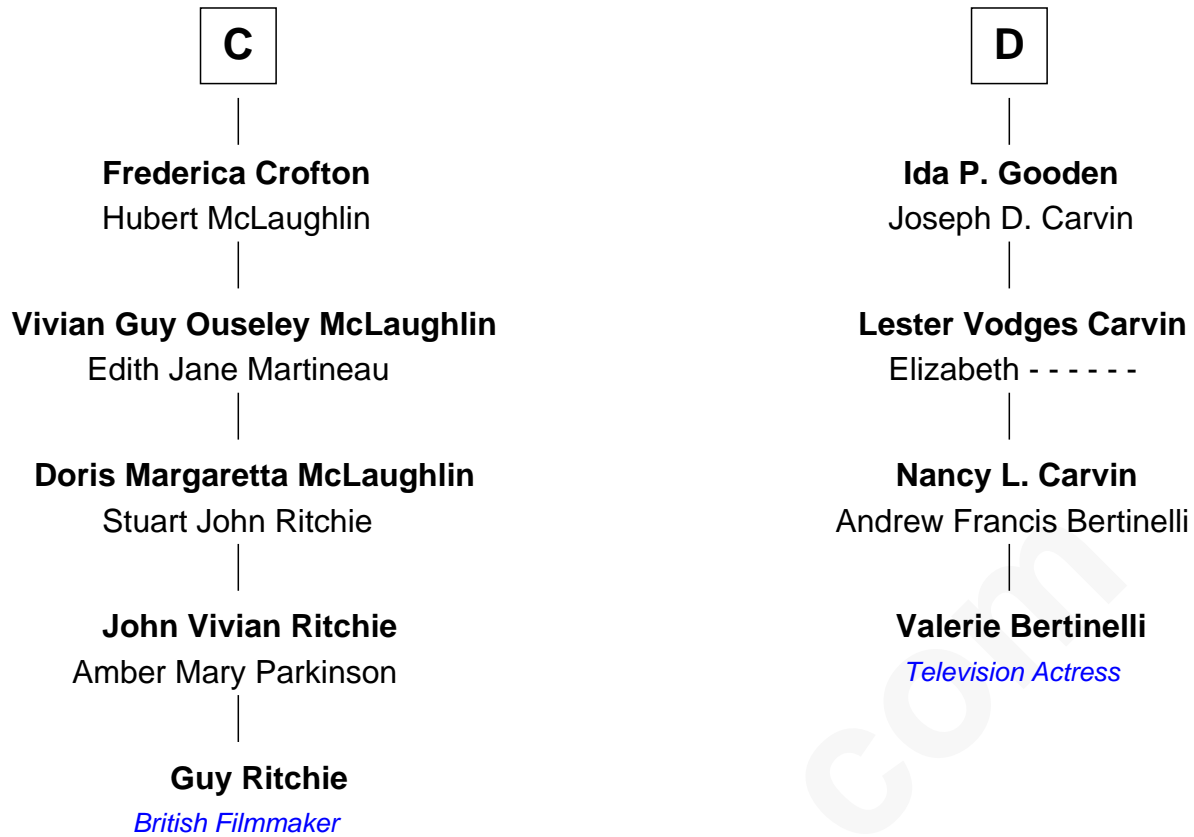 C
Frederica Crofton
Hubert McLaughlin
Vivian Guy Ouseley McLaughlin
Edith Jane Martineau
Doris Margaretta McLaughlin
Stuart John Ritchie
John Vivian Ritchie
Amber Mary Parkinson
Guy Ritchie
British Filmmaker
D
Ida P. Gooden
Joseph D. Carvin
Lester Vodges Carvin
Elizabeth - - - - - -
Nancy L. Carvin
Andrew Francis Bertinelli
Valerie Bertinelli
Television Actress
com